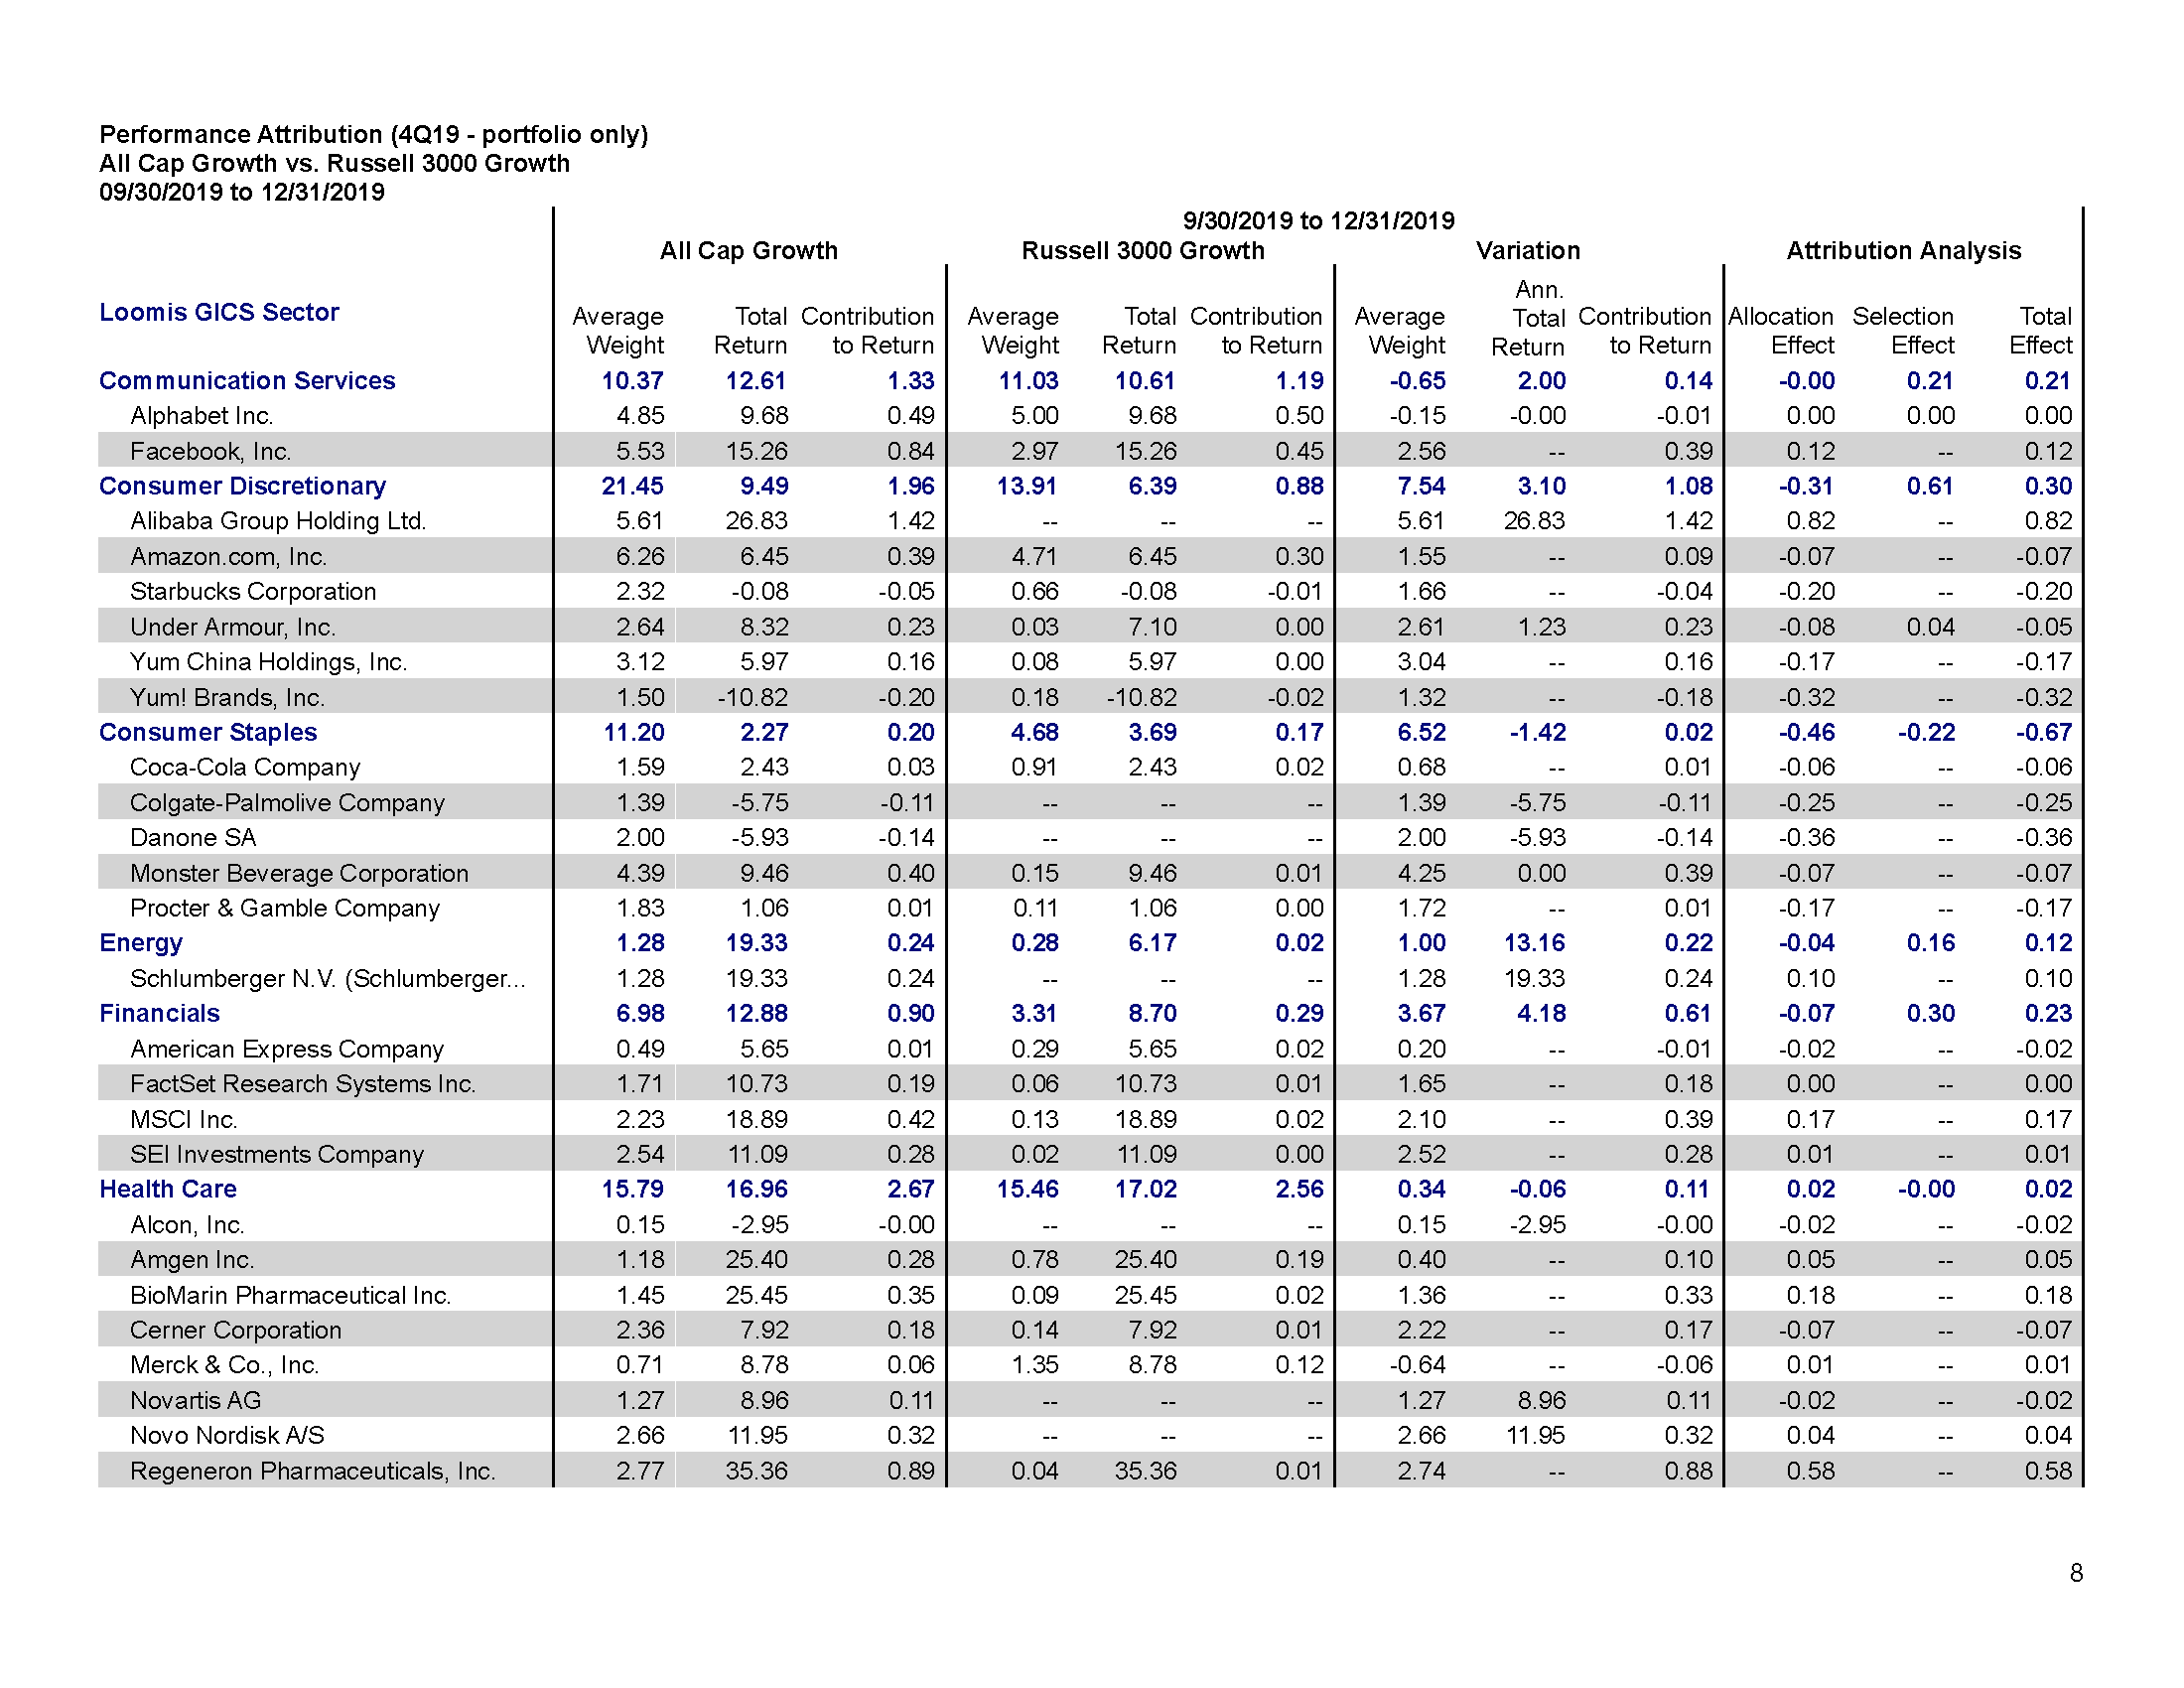 Performance Attribution (4Q19 - portfolio only)
All Cap Growth vs. Russell 3000 Growth
09/30/2019 to 12/31/2019
9/30/2019 to 12/31/2019
All Cap Growth Russell 3000 Growth Variation Attribution Analysis
Loomis GICS Sector Average Weight Total Return Contribution to Return Average Weight Total Return Contribution to Return Average Weight Ann. Total Return Contribution to Return Allocation Effect Selection Effect Total Effect
Communication Services 10.37 12.61 1.33 11.03 10.61 1.19 -0.65 2.00 0.14 -0.00 0.21 0.21
Alphabet Inc. 4.85 9.68 0.49 5.00 9.68 0.50 -0.15 -0.00 -0.01 0.00 0.00 0.00
Facebook, Inc. 5.53 15.26 0.84 2.97 15.26 0.45 2.56 -- 0.39 0.12 -- 0.12
Consumer Discretionary 21.45 9.49 1.96 13.91 6.39 0.88 7.54 3.10 1.08 -0.31 0.61 0.30
Alibaba Group Holding Ltd. 5.61 26.83 1.42 -- -- -- 5.61 26.83 1.42 0.82 -- 0.82
Amazon.com, Inc. 6.26 6.45 0.39 4.71 6.45 0.30 1.55 -- 0.09 -0.07 -- -0.07
Starbucks Corporation 2.32 -0.08 -0.05 0.66 -0.08 -0.01 1.66 -- -0.04 -0.20 -- -0.20
Under Armour, Inc. 2.64 8.32 0.23 0.03 7.10 0.00 2.61 1.23 0.23 -0.08 0.04 -0.05
Yum China Holdings, Inc. 3.12 5.97 0.16 0.08 5.97 0.00 3.04 -- 0.16 -0.17 -- -0.17
Yum! Brands, Inc. 1.50 -10.82 -0.20 0.18 -10.82 -0.02 1.32 -- -0.18 -0.32 -- -0.32
Consumer Staples 11.20 2.27 0.20 4.68 3.69 0.17 6.52 -1.42 0.02 -0.46 -0.22 -0.67
Coca-Cola Company 1.59 2.43 0.03 0.91 2.43 0.02 0.68 -- 0.01 -0.06 -- -0.06
Colgate-Palmolive Company 1.39 -5.75 -0.11 -- -- -- 1.39 -5.75 -0.11 -0.25 -- -0.25
Danone SA 2.00 -5.93 -0.14 -- -- -- 2.00 -5.93 -0.14 -0.36 -- -0.36
Monster Beverage Corporation 4.39 9.46 0.40 0.15 9.46 0.01 4.25 0.00 0.39 -0.07 -- -0.07
Procter & Gamble Company 1.83 1.06 0.01 0.11 1.06 0.00 1.72 -- 0.01 -0.17 -- -0.17
Energy 1.28 19.33 0.24 0.28 6.17 0.02 1.00 13.16 0.22 -0.04 0.16 0.12
Schlumberger N.V. (Schlumberger... 1.28 19.33 0.24 -- -- -- 1.28 19.33 0.24 0.10 -- 0.10
Financials 6.98 12.88 0.90 3.31 8.70 0.29 3.67 4.18 0.61 -0.07 0.30 0.23
American Express Company 0.49 5.65 0.01 0.29 5.65 0.02 0.20 -- -0.01 -0.02 -- -0.02
FactSet Research Systems Inc. 1.71 10.73 0.19 0.06 10.73 0.01 1.65 -- 0.18 0.00 -- 0.00
MSCI Inc. 2.23 18.89 0.42 0.13 18.89 0.02 2.10 -- 0.39 0.17 -- 0.17
SEI Investments Company 2.54 11.09 0.28 0.02 11.09 0.00 2.52 -- 0.28 0.01 -- 0.01
Health Care 15.79 16.96 2.67 15.46 17.02 2.56 0.34 -0.06 0.11 0.02 -0.00 0.02
Alcon, Inc. 0.15 -2.95 -0.00 -- -- -- 0.15 -2.95 -0.00 -0.02 -- -0.02
Amgen Inc. 1.18 25.40 0.28 0.78 25.40 0.19 0.40 -- 0.10 0.05 -- 0.05
BioMarin Pharmaceutical Inc. 1.45 25.45 0.35 0.09 25.45 0.02 1.36 -- 0.33 0.18 -- 0.18
Cerner Corporation 2.36 7.92 0.18 0.14 7.92 0.01 2.22 -- 0.17 -0.07 -- -0.07
Merck & Co., Inc. 0.71 8.78 0.06 1.35 8.78 0.12 -0.64 -- -0.06 0.01 -- 0.01
Novartis AG 1.27 8.96 0.11 -- -- -- 1.27 8.96 0.11 -0.02 -- -0.02
Novo Nordisk A/S 2.66 11.95 0.32 -- -- -- 2.66 11.95 0.32 0.04 -- 0.04
Regeneron Pharmaceuticals, Inc. 2.77 35.36 0.89 0.04 35.36 0.01 2.74 -- 0.88 0.58 -- 0.58
8